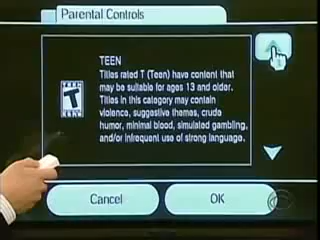 Parental Controls
TEEN
Titles rated T (Teen) have content that
may be suitable for ages 13 and older.
Titles in this category may contain
violence, suggestive themes, crude
humor, minimal blood, simulated gambling,
and/or infrequent use of strong language.
TEEN
T
Cancel
OK